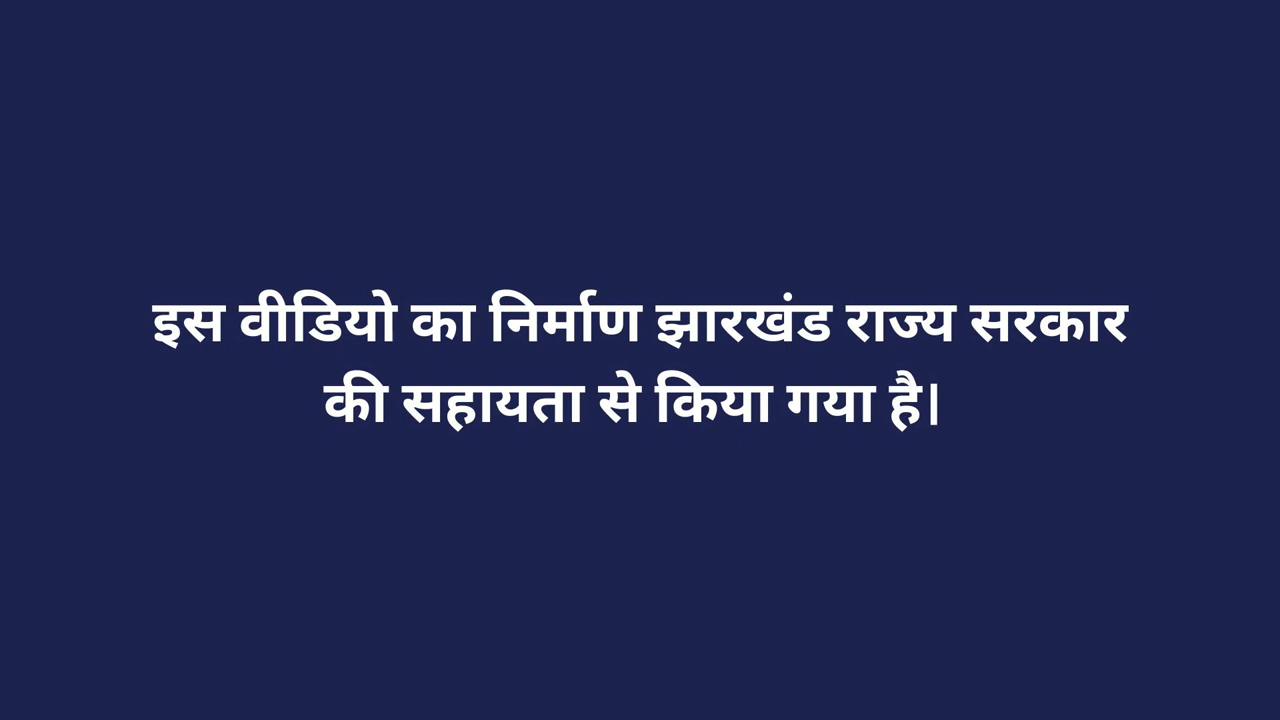 इस वीडियो का निर्माण झारखंड राज्य सरकार
की सहायता से किया गया है।